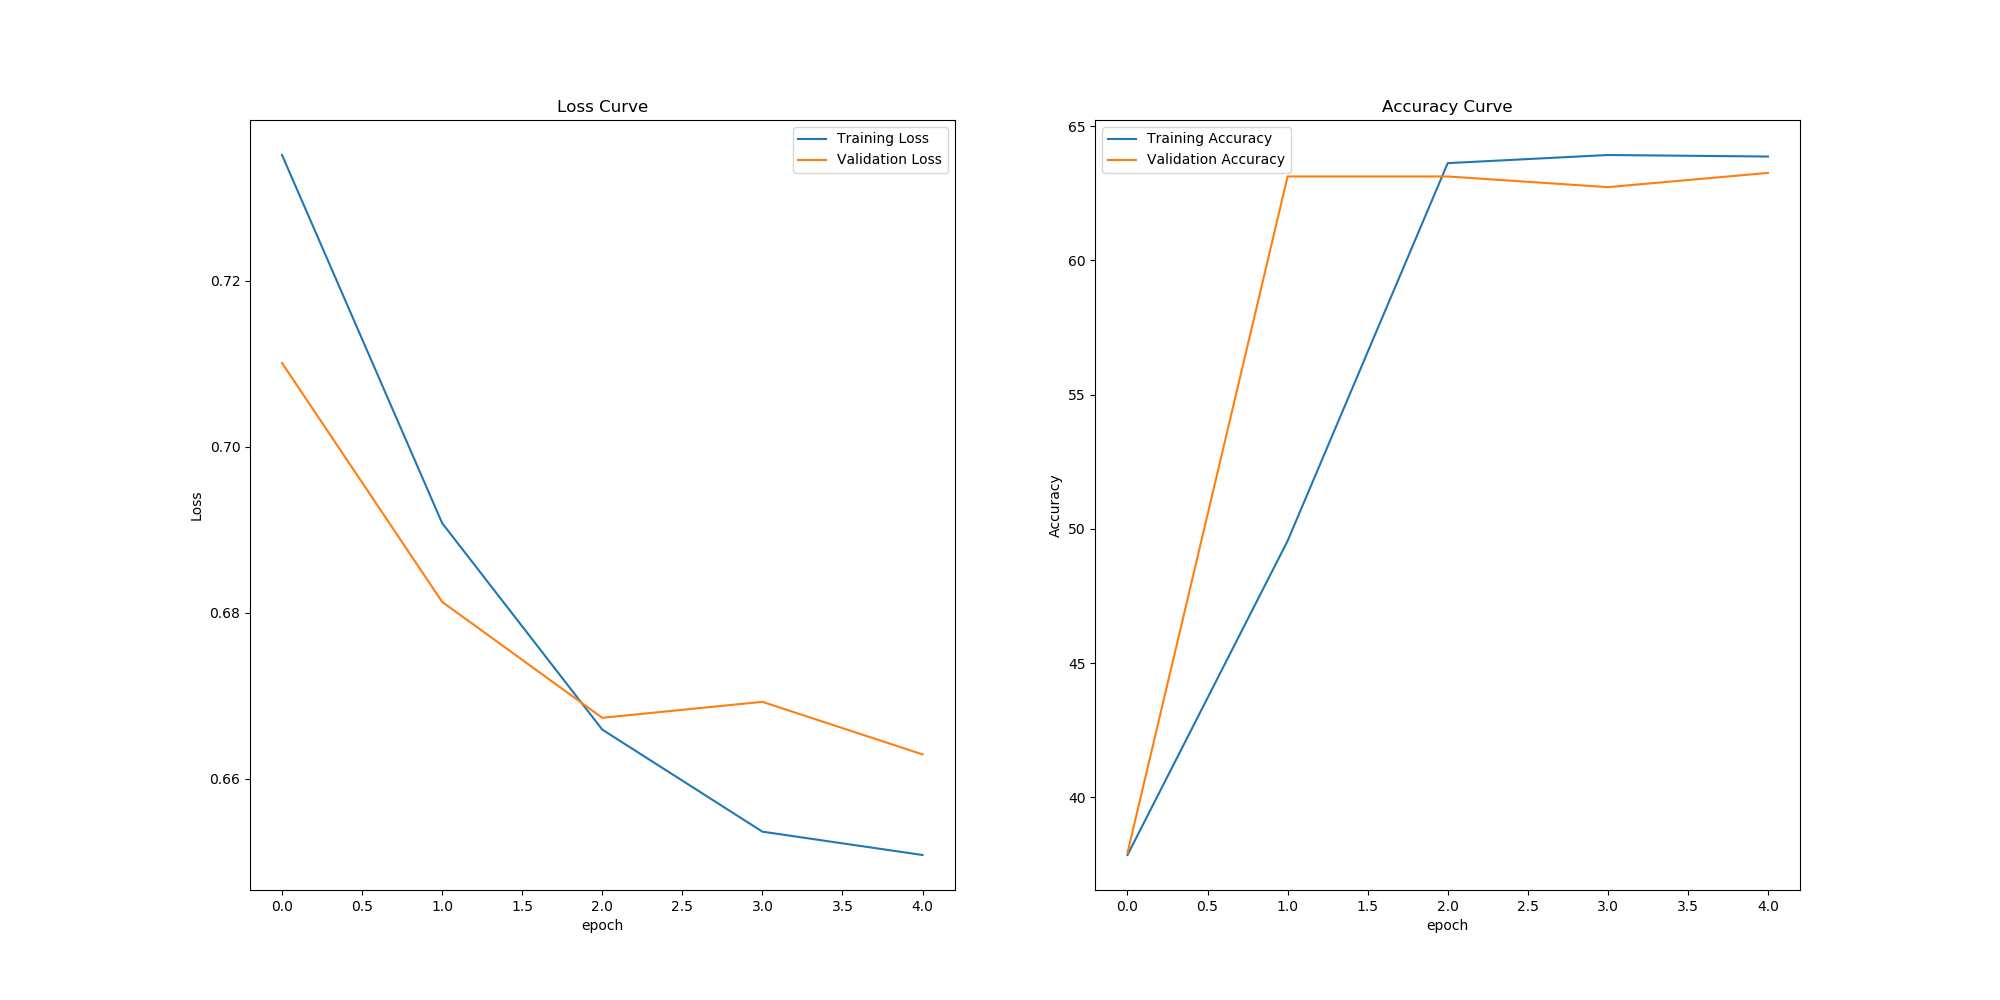 Loss Curve
Training Loss
Validation Loss
0.72
0.70
0.68
0.66
Loss
0.0 0.5 1.0 1.5 2.0 2.5 3.0 3.5 4.0
epoch
Accuracy Curve
Training Accuracy
Validation Accuracy
65
60
55
50
45
40
Accuracy
0.0 0.5 1.0 1.5 2.0 2.5 3.0 3.5 4.0
epoch